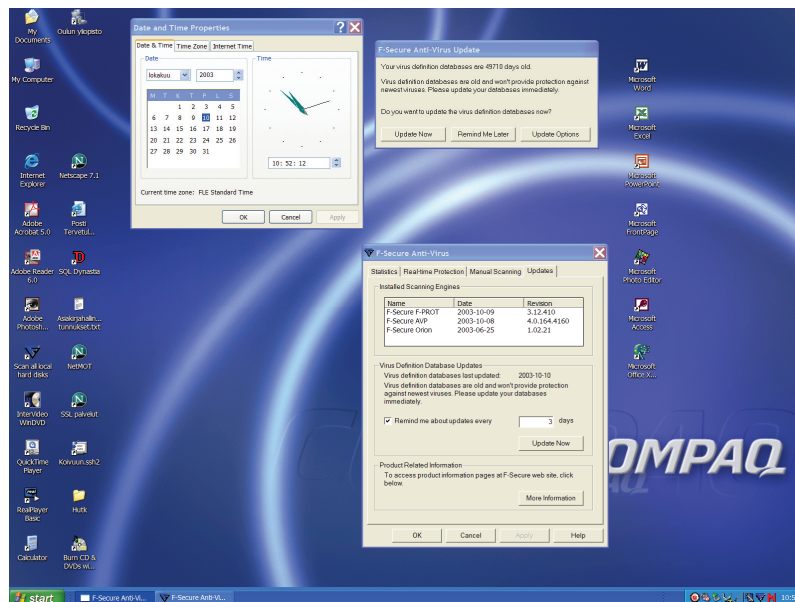 My Documents
Oulun yliopisto
My Computer
Recycle Bin
Internet Explorer
Netscape 7.1
Adobe Acrobat 5.0
Posti Tervetul...
Adobe Reader 6.0
SQL Dynastia
Adobe Photosh...
Asiakirjahallin... tunnukset.txt
Scan all local hard disks
NetMOT
InterVideo WinDVD
SSL palvelut
QuickTime Player
Koivuun.ssh2
RealPlayer Basic
Hutk
Calculator
Burn CD & DVDs wi...
Date and Time Properties
Date & Time
Time Zone
Internet Time
Date
lokakuu
2003
M T K T P L S
1 2 3 4 5
6 7 8 9 10 11 12
13 14 15 16 17 18 19
20 21 22 23 24 25 26
27 28 29 30 31
Time
10: 52: 12
Current time zone: FLE Standard Time
OK
Cancel
Apply
F-Secure Anti-Virus Update
Your virus definition databases are 49710 days old.
Virus definition databases are old and won't provide protection against
newest viruses. Please update your databases immediately.
Do you want to update the virus definition databases now?
Update Now
Remind Me Later
Update Options
F-Secure Anti-Virus
Statistics
Real-time Protection
Manual Scanning
Updates
Installed Scanning Engines
Name Date Revision
F-Secure F-PROT 2003-10-09 3.12.410
F-Secure AVP 2003-10-08 4.0.164.4160
F-Secure Orion 2003-06-25 1.02.21
Virus Definition Database Updates
Virus definition databases last updated: 2003-10-10
Virus definition databases are old and won't provide protection
against newest viruses. Please update your databases
immediately.
Remind me about updates every 3 days
Update Now
Product Related Information
To access product information pages at F-Secure web site, click
below.
More Information
OK
Cancel
Apply
Help
Microsoft Word
Microsoft Excel
Microsoft PowerPoint
Microsoft FrontPage
Microsoft Photo Editor
Microsoft Access
Microsoft Office X...
OMPAQ
start
F-Secure Anti-Vi...
F-Secure Anti-Vi...
10:5